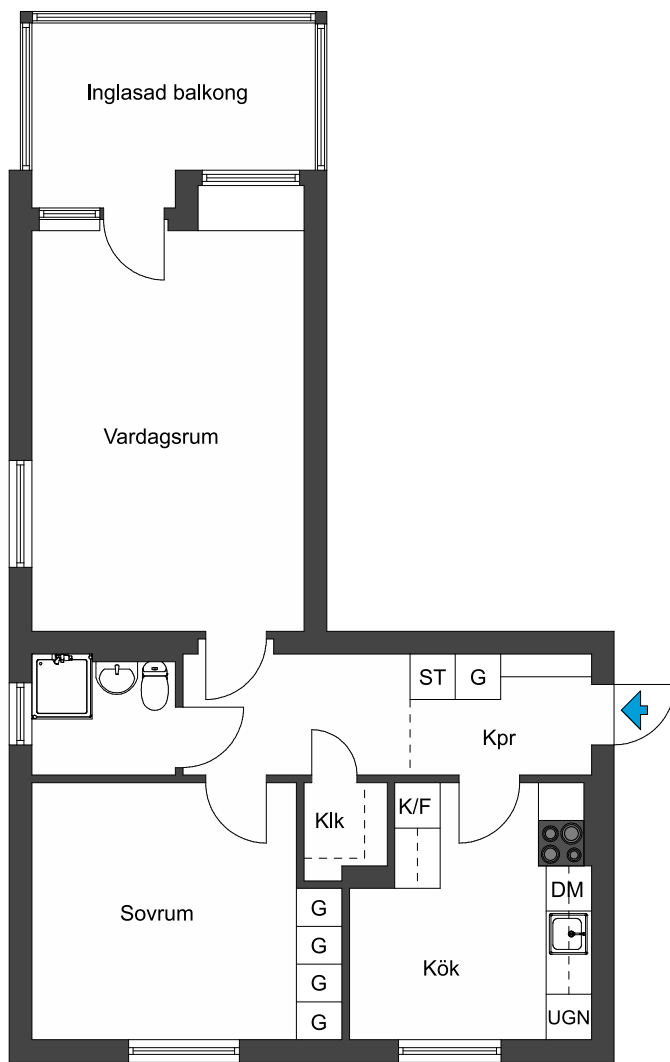 Inglasad balkong
Vardagsrum
ST G
Kpr
Klk
K/F
Sovrum
G
G
G
G
DM
Kök
UGN